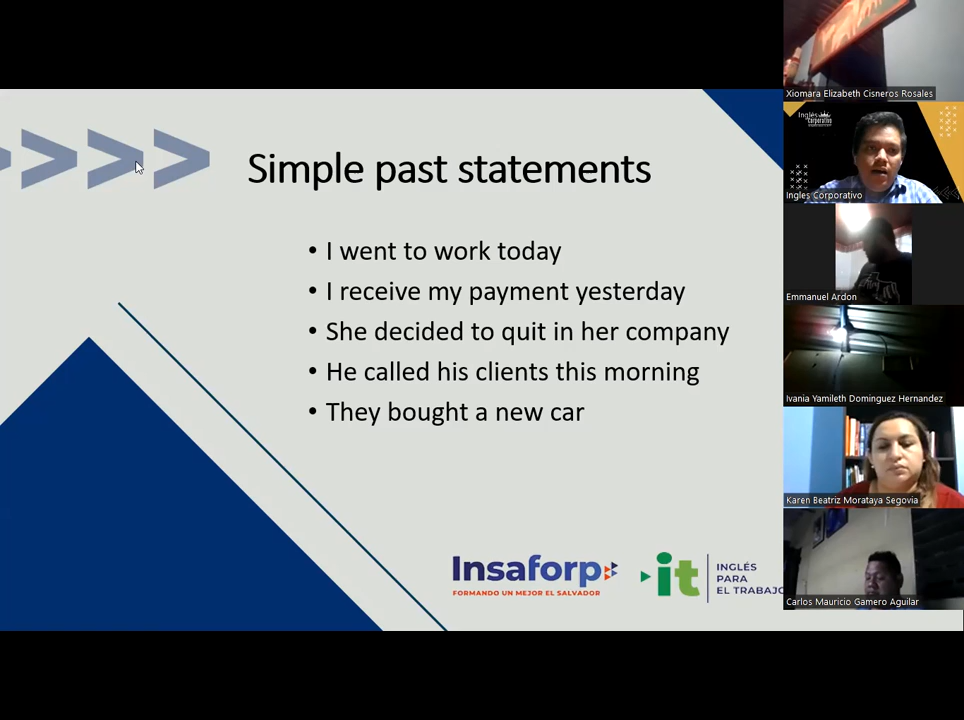 Simple past statements
• I went to work today
• I receive my payment yesterday
• She decided to quit in her company
• He called his clients this morning
• They bought a new car
Insaforp
FORMANDO UN MEJOR EL SALVADOR
it
INGLÉS
PARA
EL TRABAJO
Xiomara Elizabeth Cisneros Rosales
Inglés
Corporativo
Ingles Corporativo
Emmanuel Ardon
Ivania Yamileth Dominguez Hernandez
Karen Beatriz Morataya Segovia
Carlos Mauricio Gamero Aguilar